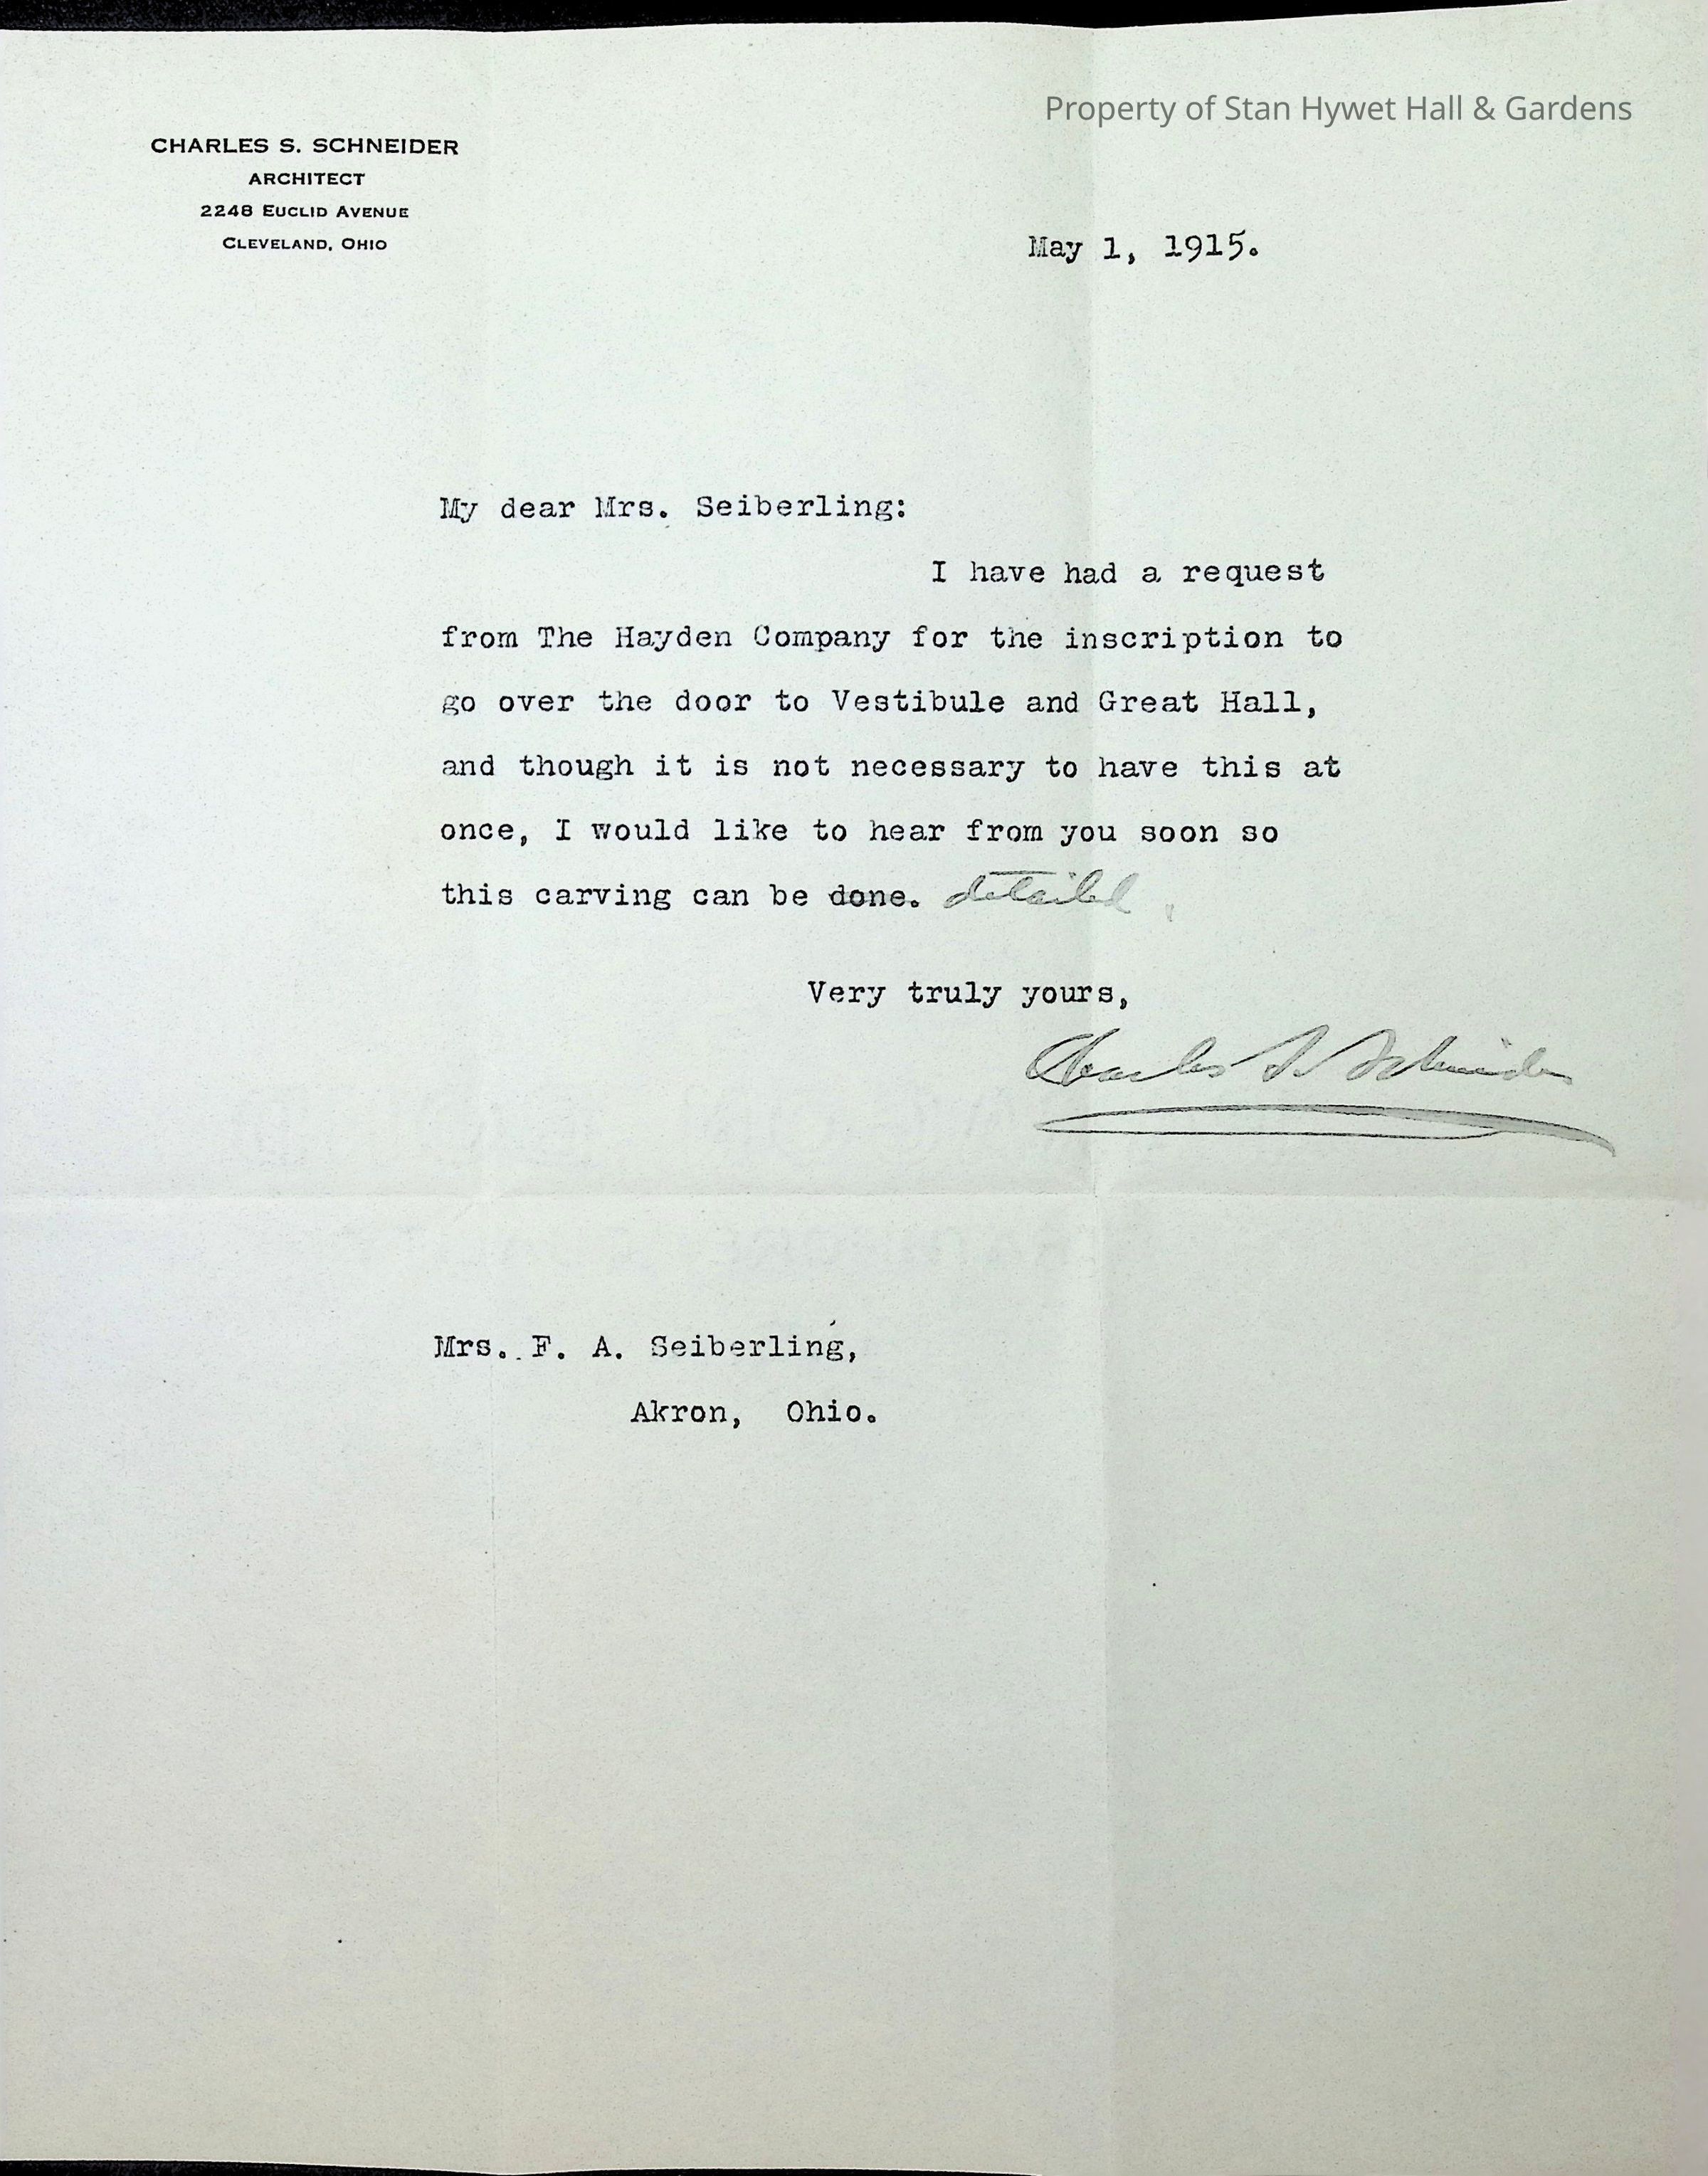 Property of Stan Hywet Hall & Gardens
CHARLES S. SCHNEIDER
ARCHITECT
2248 EUCLID AVENUE
CLEVELAND, OHIO
May 1, 1915.
My dear Mrs. Seiberling:
I have had a request
from The Hayden Company for the inscription to
go over the door to Vestibule and Great Hall,
and though it is not necessary to have this at
once, I would like to hear from you soon so
this carving can be done. detailed.
Very truly yours,
Charles S. Schneider
Mrs. F. A. Seiberling,
Akron, Ohio.